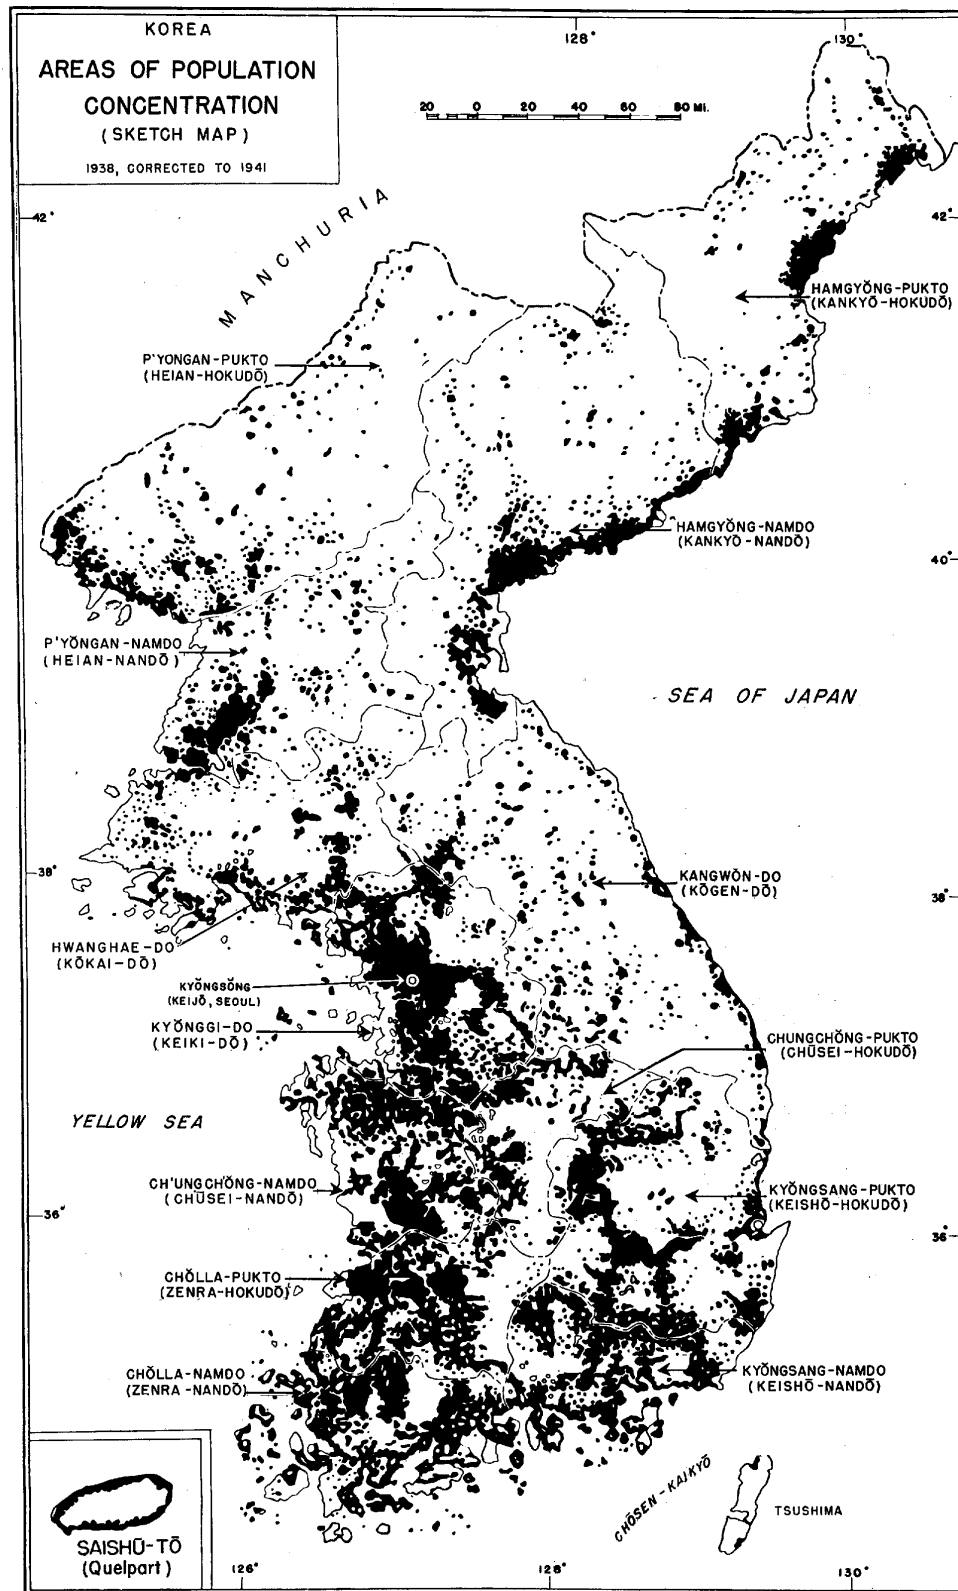 KOREA
AREAS OF POPULATION
CONCENTRATION
(SKETCH MAP)
1938, CORRECTED TO 1941
128°
130°
20 0 20 40 60 80 Mi.
42°
42°
MANCHURIA
HAMGYŎNG-PUKTO
(KANKYŌ-HOKUDŌ)
P'YONGAN-PUKTO
(HEIAN-HOKUDŌ)
HAMGYŎNG-NAMDO
(KANKYŌ-NANDŌ)
40°
P'YŎNGAN-NAMDO
(HEIAN-NANDŌ)
SEA OF JAPAN
38°
KANGWŎN-DO
(KŌGEN-DŌ)
38°
HWANGHAE-DO
(KŌKAI-DŌ)
KYŎNGSŎNG
(KEIJŌ, SEOUL)
KYŎNGGI-DO
(KEIKI-DŌ)
CHUNGCHŎNG-PUKTO
(CHŪSEI-HOKUDŌ)
YELLOW SEA
CH'UNGCHŎNG-NAMDO
(CHŪSEI-NANDŌ)
KYŎNGSANG-PUKTO
(KEISHŌ-HOKUDŌ)
36°
36°
CHŎLLA-PUKTO
(ZENRA-HOKUDŌ)
CHŎLLA-NAMDO
(ZENRA-NANDŌ)
KYŎNGSANG-NAMDO
(KEISHŌ-NANDŌ)
CHŌSEN-KAIKYŌ
TSUSHIMA
SAISHŪ-TŌ
(Quelpart)
126°
128°
130°